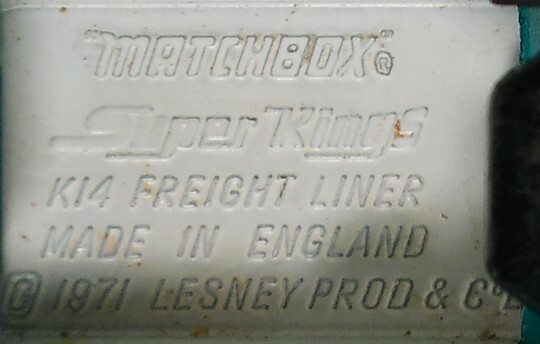 "MATCHBOX"®
Super Kings
K14 FREIGHT LINER
MADE IN ENGLAND
© 1971 LESNEY PROD & Cº L